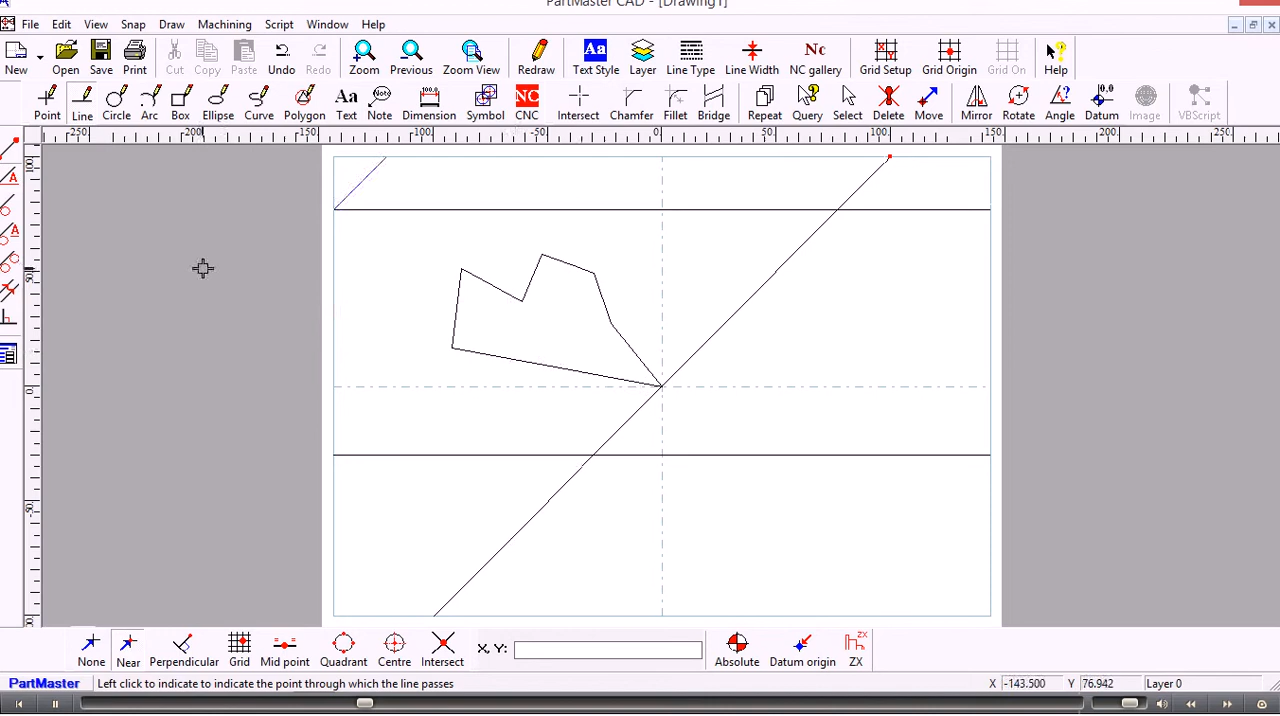 PartMaster CAD - [Drawing1]
File Edit View Snap Draw Machining Script Window Help
New Open Save Print Cut Copy Paste Undo Redo Zoom Previous Zoom View Redraw Text Style Layer Line Type Line Width NC gallery Grid Setup Grid Origin Grid On Help
Point Line Circle Arc Box Ellipse Curve Polygon Text Note Dimension Symbol CNC Intersect Chamfer Fillet Bridge Repeat Query Select Delete Move Mirror Rotate Angle Datum Image VBScript
None Near Perpendicular Grid Mid point Quadrant Centre Intersect X, Y: Absolute Datum origin ZX
PartMaster Left click to indicate to indicate the point through which the line passes X -143.500 Y 76.942 Layer 0